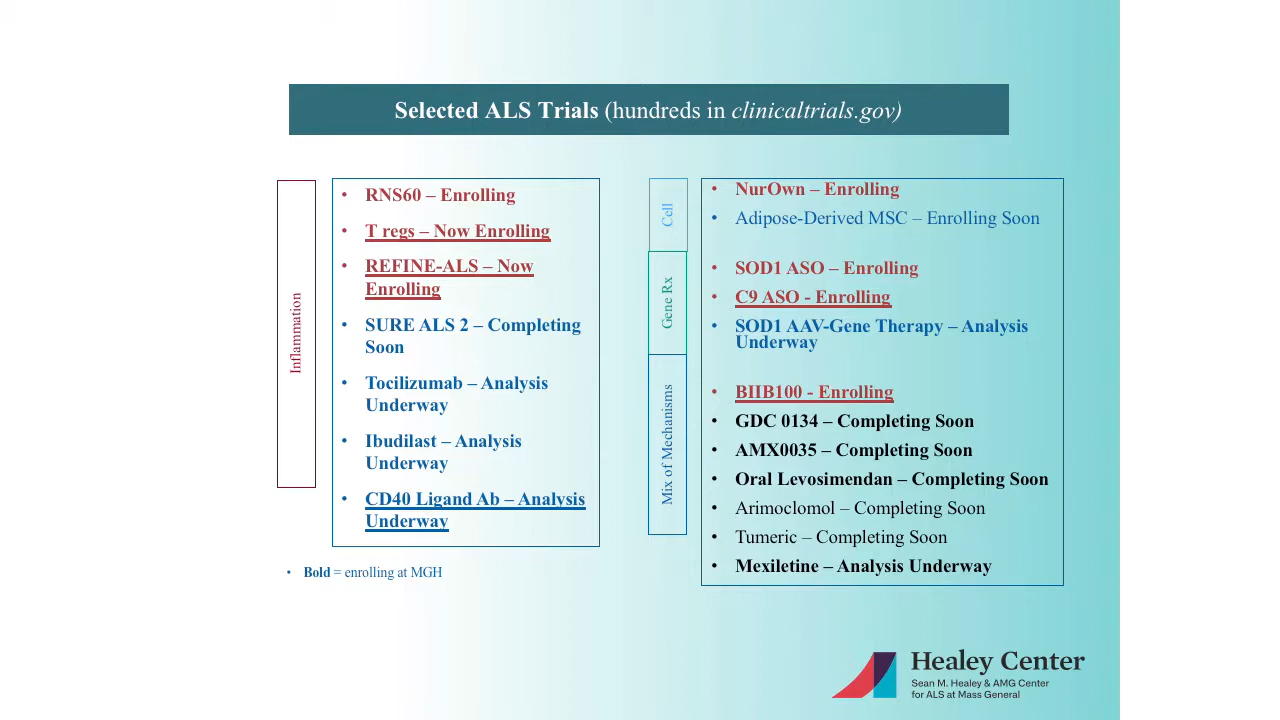 Selected ALS Trials (hundreds in clinicaltrials.gov)
Inflammation
• RNS60 – Enrolling
• T regs – Now Enrolling
• REFINE-ALS – Now
Enrolling
• SURE ALS 2 – Completing
Soon
• Tocilizumab – Analysis
Underway
• Ibudilast – Analysis
Underway
• CD40 Ligand Ab – Analysis
Underway
• Bold = enrolling at MGH
Cell
• NurOwn – Enrolling
• Adipose-Derived MSC – Enrolling Soon
Gene Rx
• SOD1 ASO – Enrolling
• C9 ASO - Enrolling
• SOD1 AAV-Gene Therapy – Analysis
Underway
Mix of Mechanisms
• BIIB100 - Enrolling
• GDC 0134 – Completing Soon
• AMX0035 – Completing Soon
• Oral Levosimendan – Completing Soon
• Arimoclomol – Completing Soon
• Tumeric – Completing Soon
• Mexiletine – Analysis Underway
Healey Center
Sean M. Healey & AMG Center
for ALS at Mass General